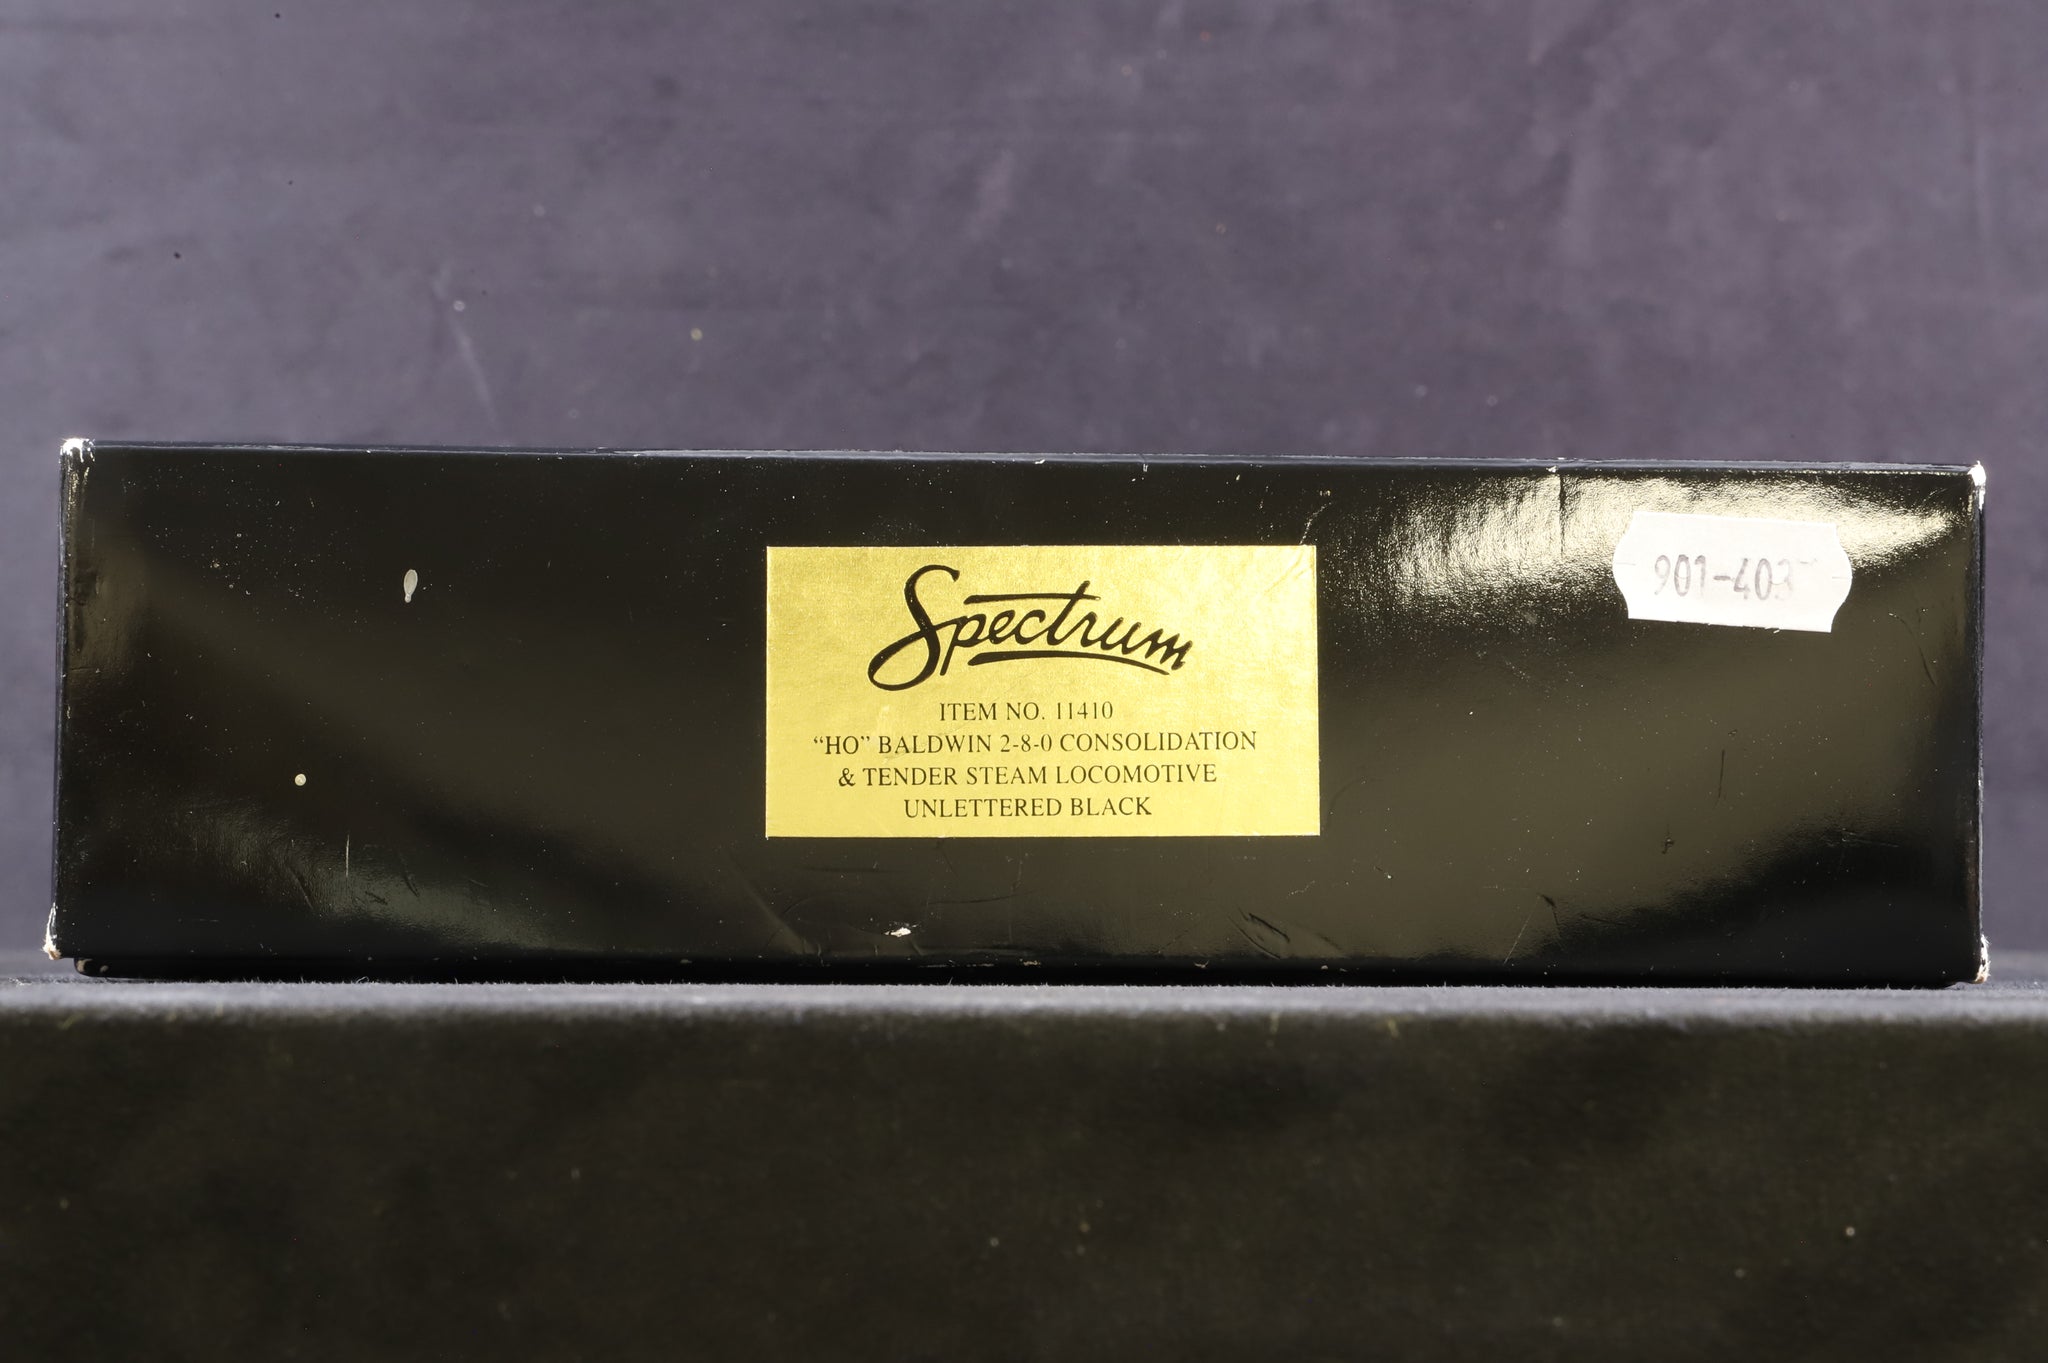 Spectrum
ITEM NO. 11410
“HO” BALDWIN 2-8-0 CONSOLIDATION
& TENDER STEAM LOCOMOTIVE
UNLETTERED BLACK